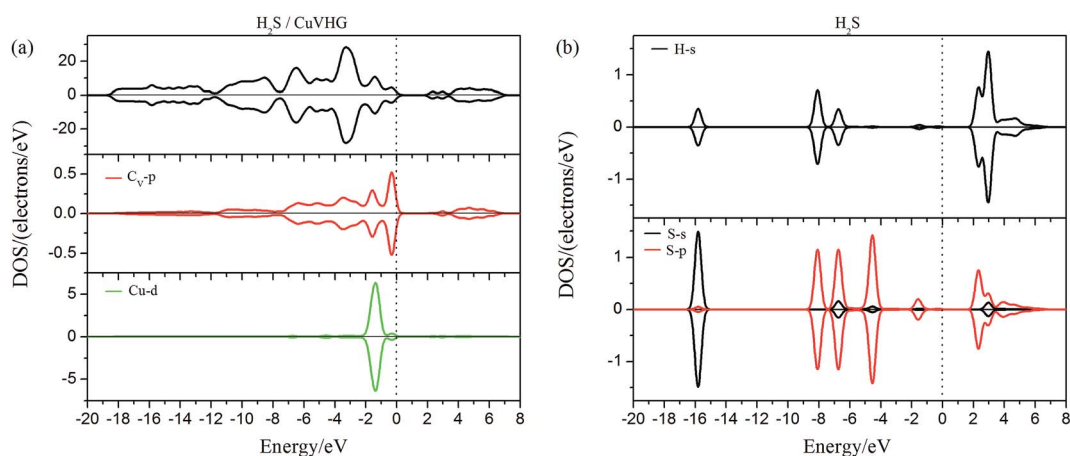 H₂S / CuVHG
(a)
20
10
0
-10
-20
C_V-p
0.5
0.0
-0.5
Cu-d
5
0
-5
DOS/(electrons/eV)
-20 -18 -16 -14 -12 -10 -8 -6 -4 -2 0 2 4 6 8
Energy/eV
H₂S
(b)
H-s
1
0
-1
S-s
S-p
1
0
-1
DOS/(electrons/eV)
-20 -18 -16 -14 -12 -10 -8 -6 -4 -2 0 2 4 6 8
Energy/eV